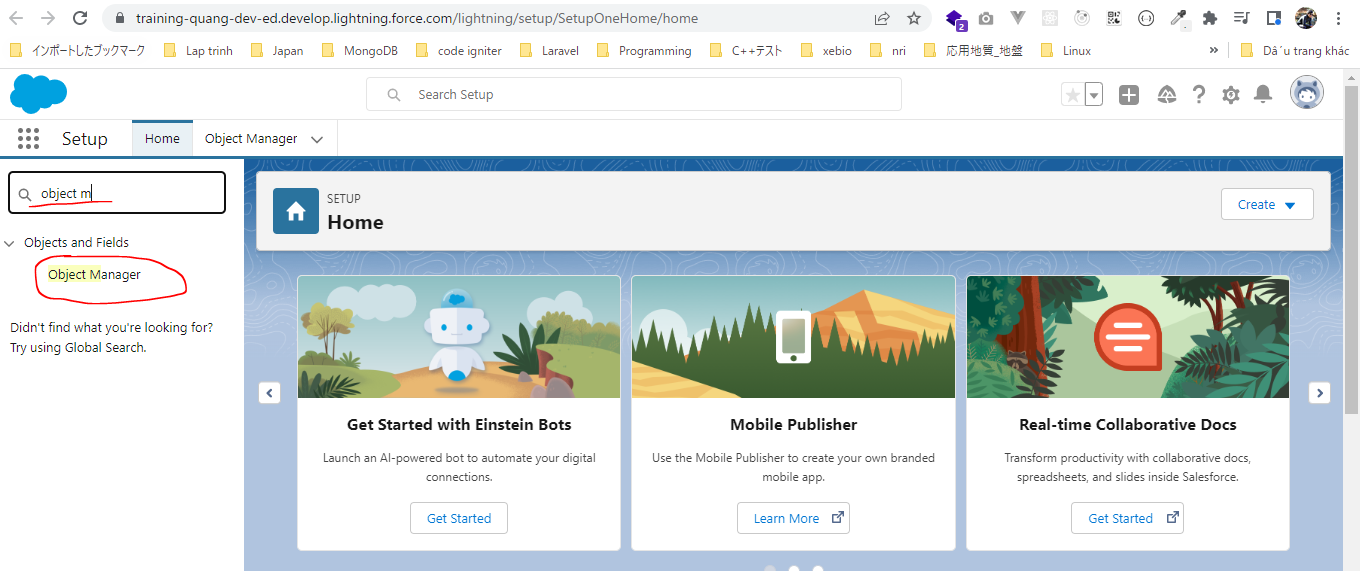 training-quang-dev-ed.develop.lightning.force.com/lightning/setup/SetupOneHome/home
2
インポートしたブックマーク Lap trinh Japan MongoDB code igniter Laravel Programming C++テスト xebio nri 応用地質_地盤 Linux » Dâ´u trang khác
Search Setup
Setup Home Object Manager
object m
Objects and Fields
Object Manager
Didn't find what you're looking for?
Try using Global Search.
SETUP
Home
Create
Get Started with Einstein Bots
Launch an AI-powered bot to automate your digital
connections.
Get Started
Mobile Publisher
Use the Mobile Publisher to create your own branded
mobile app.
Learn More
Real-time Collaborative Docs
Transform productivity with collaborative docs,
spreadsheets, and slides inside Salesforce.
Get Started